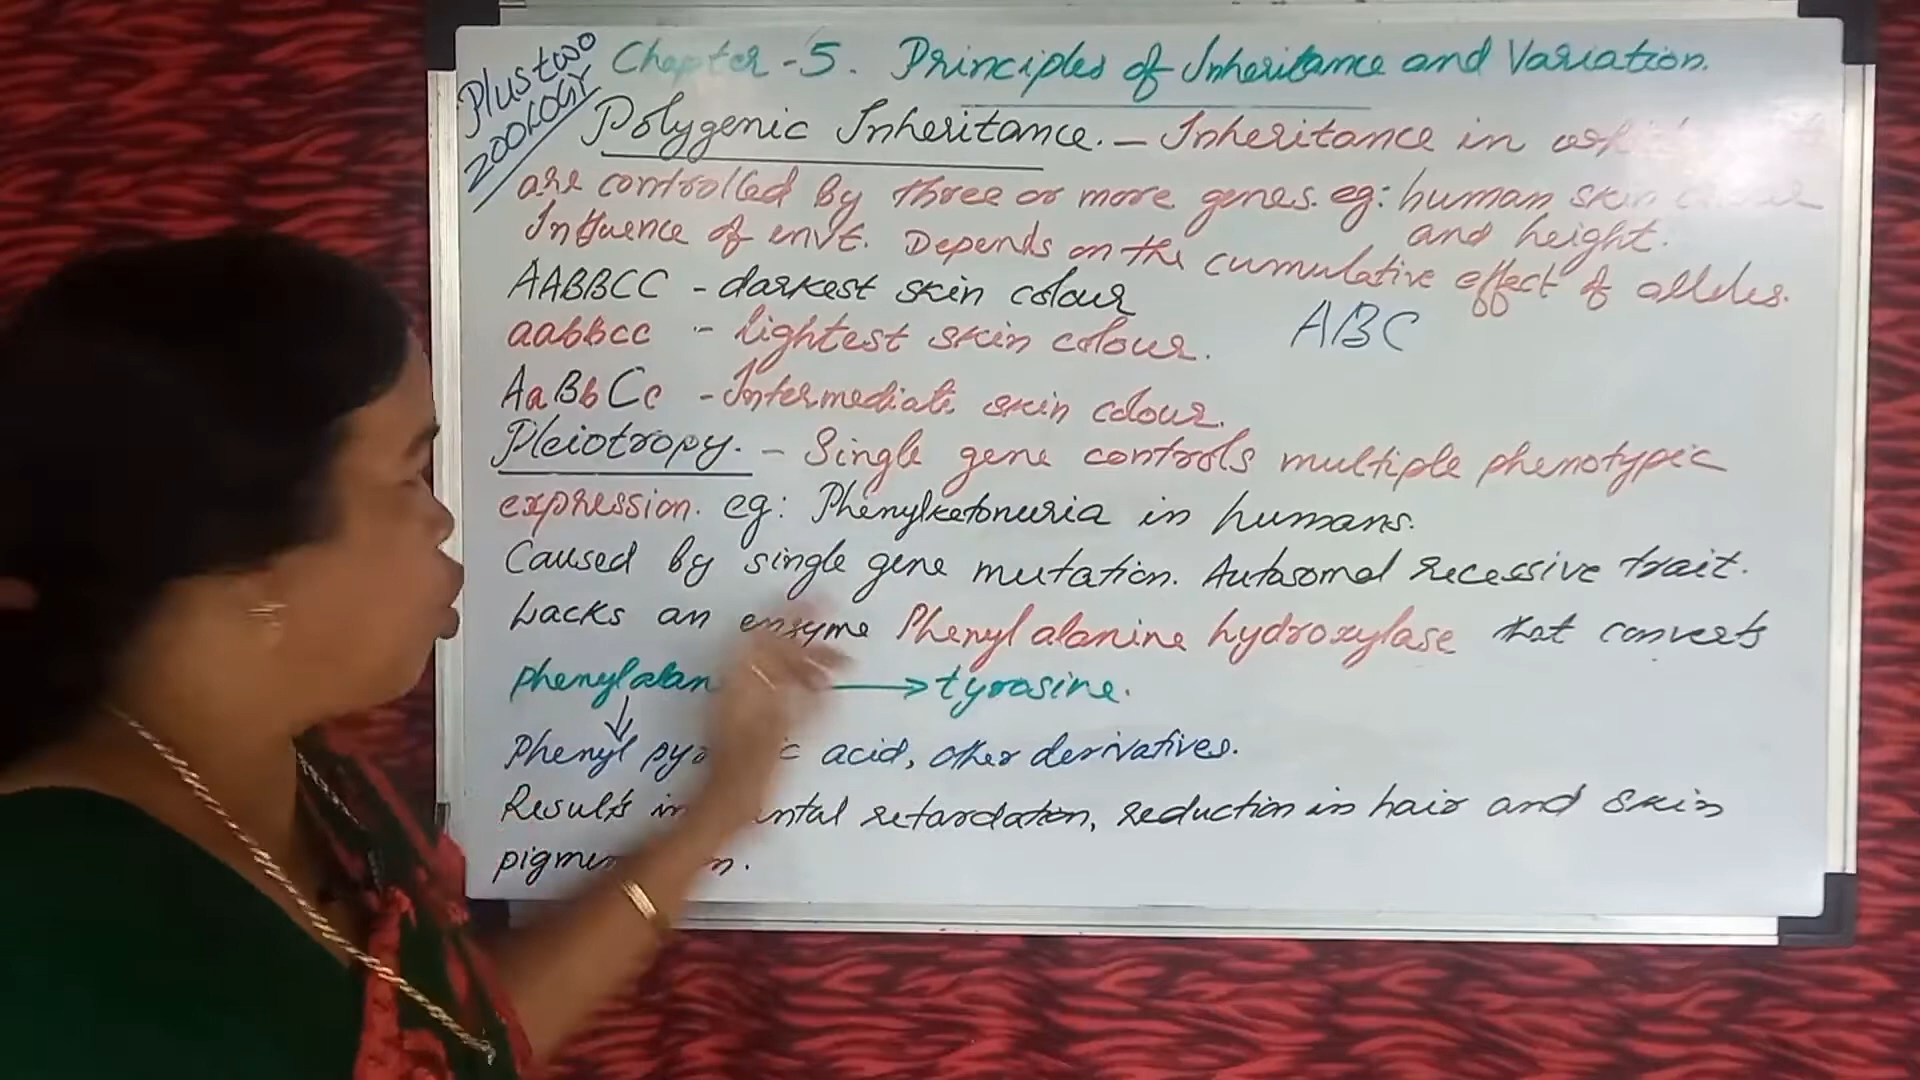 Plus two
ZOOLOGY
Chapter - 5. Principles of Inheritance and Variation.
Polygenic Inheritance. - Inheritance in
are controlled by three or more genes. eg: human skin
and height.
Influence of envt. Depends on the cumulative effect of alleles.
AABBCC - darkest skin colour
ABC
aabbcc - lightest skin colour.
AaBbCc - Intermediate skin colour.
Pleiotropy. - Single gene controls multiple phenotypic
expression. eg: Phenylketonuria in humans.
Caused by single gene mutation. Autosomal recessive trait.
Lacks an enzyme Phenyl alanine hydroxylase that converts
→ tyrosine.
↓
Phenyl acid, other derivatives.
Results in retardation, reduction in hair and skin